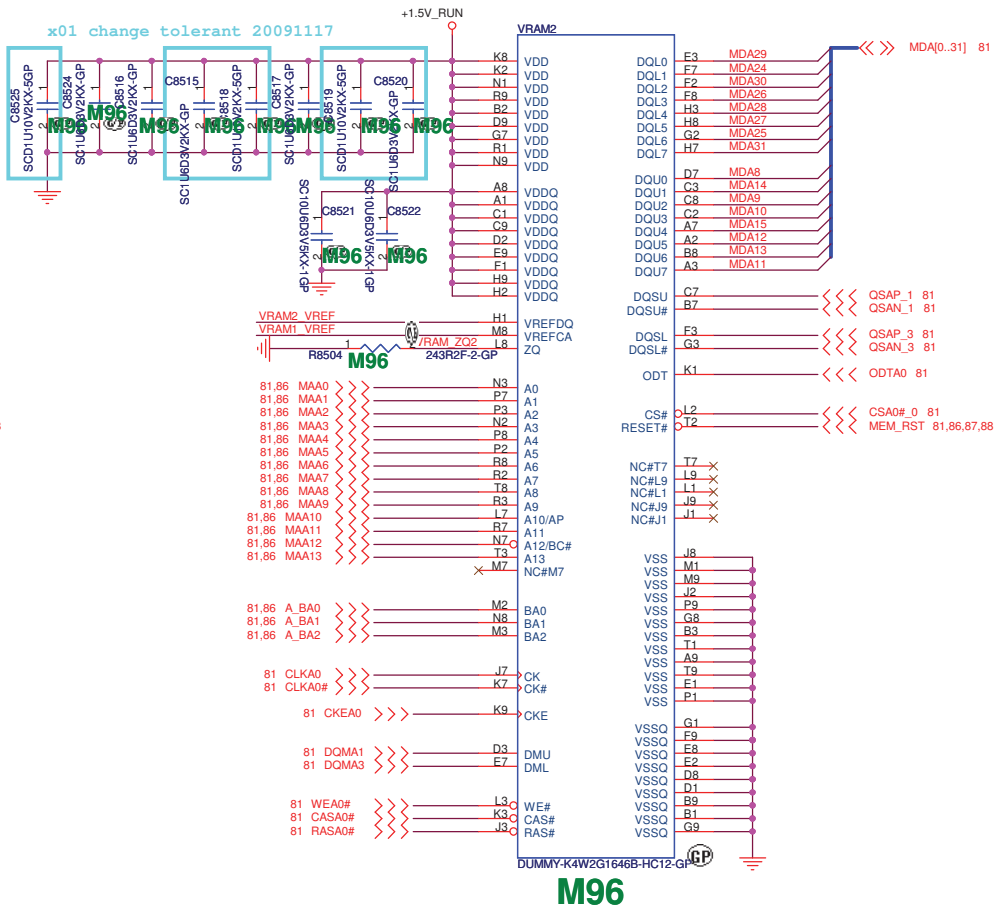 +1.5V_RUN
x01 change tolerant 20091117
VRAM2
MDA[0..31] 81
C8525
SCD1U10V2KX-5GP
C8524
SC1U6D3V2KX-GP
C8516
SC1U6D3V2KX-GP
C8515
SC1U6D3V2KX-GP
C8518
SCD1U10V2KX-5GP
C8517
SC1U6D3V2KX-GP
C8519
SCD1U10V2KX-5GP
C8520
SC1U6D3V2KX-GP
M96 M96 M96 M96 M96 M96 M96 M96
C8521
SC10U6D3V5KX-1GP
C8522
SC10U6D3V5KX-1GP
M96 M96
K8 VDD
K2 VDD
N1 VDD
R9 VDD
B2 VDD
D9 VDD
G7 VDD
R1 VDD
N9 VDD
A8 VDDQ
A1 VDDQ
C1 VDDQ
C9 VDDQ
D2 VDDQ
E9 VDDQ
F1 VDDQ
H9 VDDQ
H2 VDDQ
VRAM2_VREF H1 VREFDQ
VRAM1_VREF M8 VREFCA
VRAM_ZQ2 L8 ZQ
R8504 1 2 243R2F-2-GP
M96
81,86 MAA0 N3 A0
81,86 MAA1 P7 A1
81,86 MAA2 P3 A2
81,86 MAA3 N2 A3
81,86 MAA4 P8 A4
81,86 MAA5 P2 A5
81,86 MAA6 R8 A6
81,86 MAA7 R2 A7
81,86 MAA8 T8 A8
81,86 MAA9 R3 A9
81,86 MAA10 L7 A10/AP
81,86 MAA11 R7 A11
81,86 MAA12 N7 A12/BC#
81,86 MAA13 T3 A13
M7 NC#M7
81,86 A_BA0 M2 BA0
81,86 A_BA1 N8 BA1
81,86 A_BA2 M3 BA2
81 CLKA0 J7 CK
81 CLKA0# K7 CK#
81 CKEA0 K9 CKE
81 DQMA1 D3 DMU
81 DQMA3 E7 DML
81 WEA0# L3 WE#
81 CASA0# K3 CAS#
81 RASA0# J3 RAS#
DQL0 E3 MDA29
DQL1 F7 MDA24
DQL2 F2 MDA30
DQL3 F8 MDA26
DQL4 H3 MDA28
DQL5 H8 MDA27
DQL6 G2 MDA25
DQL7 H7 MDA31
DQU0 D7 MDA8
DQU1 C3 MDA14
DQU2 C8 MDA9
DQU3 C2 MDA10
DQU4 A7 MDA15
DQU5 A2 MDA12
DQU6 B8 MDA13
DQU7 A3 MDA11
DQSU C7 QSAP_1 81
DQSU# B7 QSAN_1 81
DQSL F3 QSAP_3 81
DQSL# G3 QSAN_3 81
ODT K1 ODTA0 81
CS# L2 CSA0#_0 81
RESET# T2 MEM_RST 81,86,87,88
NC#T7 T7
NC#L9 L9
NC#L1 L1
NC#J9 J9
NC#J1 J1
VSS J8
VSS M1
VSS M9
VSS J2
VSS P9
VSS G8
VSS B3
VSS T1
VSS A9
VSS T9
VSS E1
VSS P1
VSSQ G1
VSSQ F9
VSSQ E8
VSSQ E2
VSSQ D8
VSSQ D1
VSSQ B9
VSSQ B1
VSSQ G9
DUMMY-K4W2G1646B-HC12-GP
GP
M96